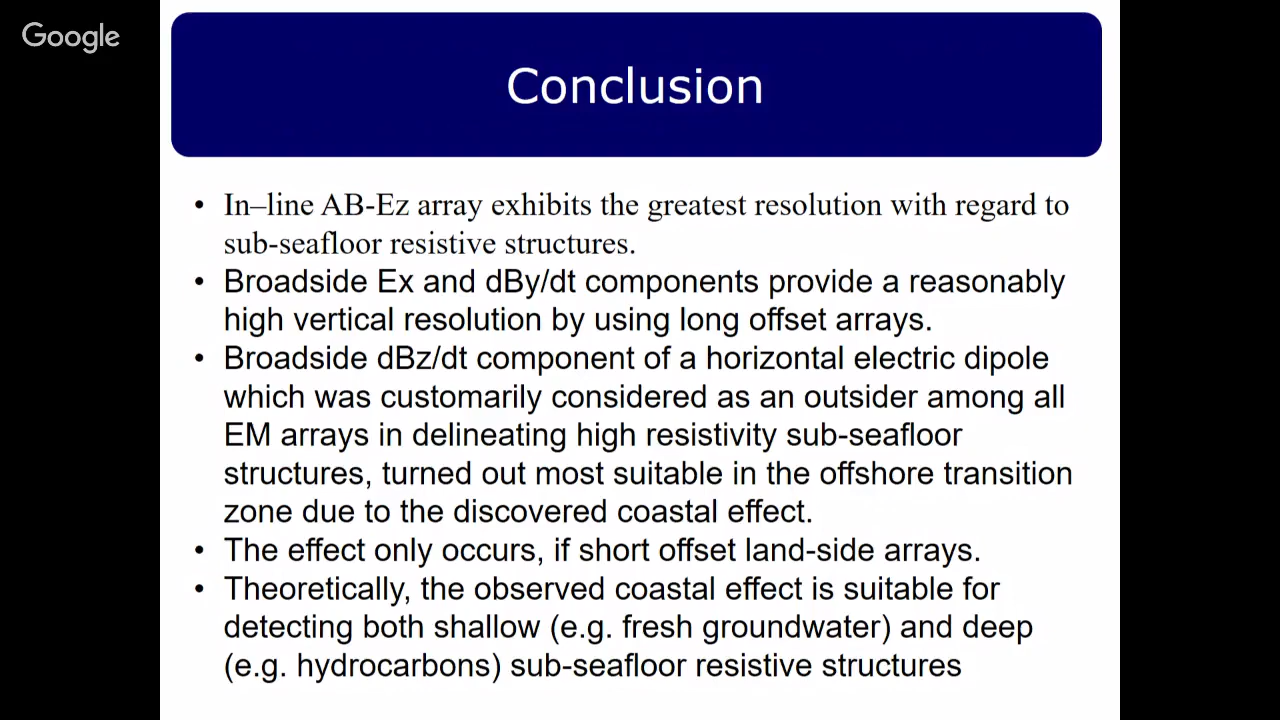 Google
Conclusion
• In–line AB-Ez array exhibits the greatest resolution with regard to
sub-seafloor resistive structures.
• Broadside Ex and dBy/dt components provide a reasonably
high vertical resolution by using long offset arrays.
• Broadside dBz/dt component of a horizontal electric dipole
which was customarily considered as an outsider among all
EM arrays in delineating high resistivity sub-seafloor
structures, turned out most suitable in the offshore transition
zone due to the discovered coastal effect.
• The effect only occurs, if short offset land-side arrays.
• Theoretically, the observed coastal effect is suitable for
detecting both shallow (e.g. fresh groundwater) and deep
(e.g. hydrocarbons) sub-seafloor resistive structures